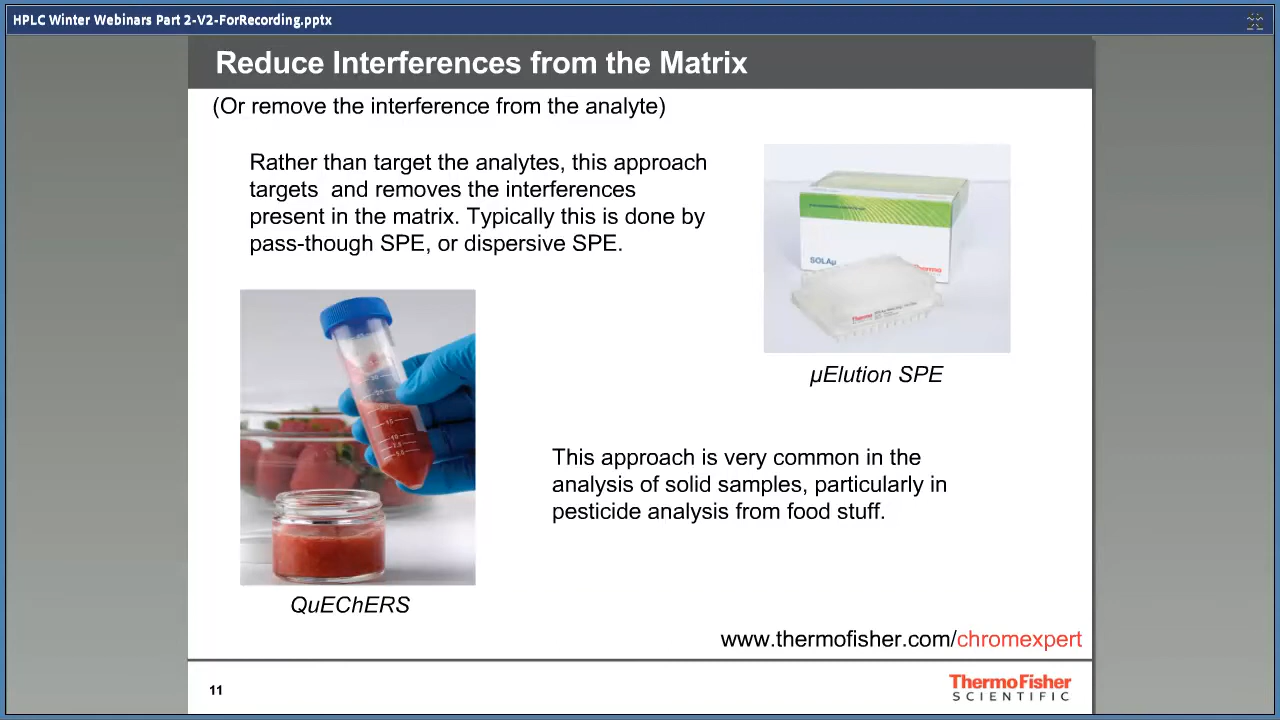 HPLC Winter Webinars Part 2-V2-ForRecording.pptx
Reduce Interferences from the Matrix
(Or remove the interference from the analyte)
Rather than target the analytes, this approach
targets and removes the interferences
present in the matrix. Typically this is done by
pass-though SPE, or dispersive SPE.
SOLAµ
Thermo
Thermo
µElution SPE
This approach is very common in the
analysis of solid samples, particularly in
pesticide analysis from food stuff.
QuEChERS
www.thermofisher.com/chromexpert
11
ThermoFisher
SCIENTIFIC